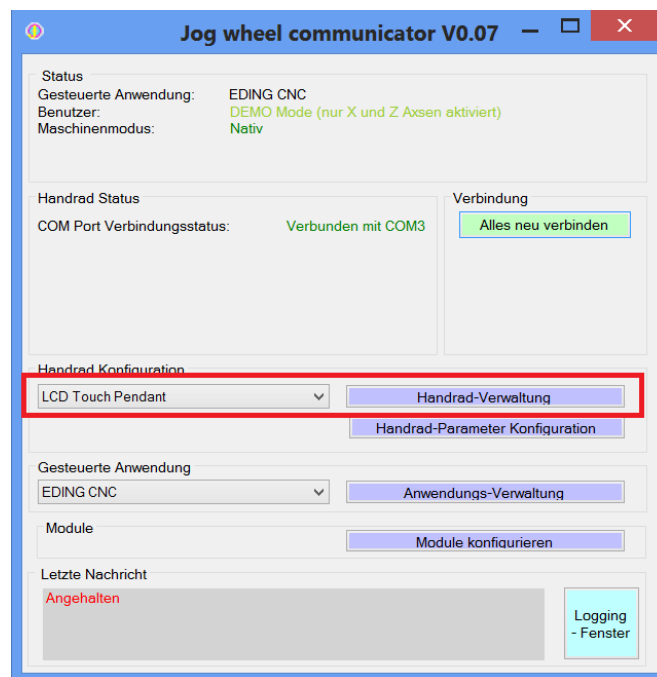 Jog wheel communicator V0.07
Status
Gesteuerte Anwendung: EDING CNC
Benutzer: DEMO Mode (nur X und Z Axsen aktiviert)
Maschinenmodus: Nativ
Handrad Status
COM Port Verbindungsstatus: Verbunden mit COM3
Verbindung
Alles neu verbinden
Handrad Konfiguration
LCD Touch Pendant
Handrad-Verwaltung
Handrad-Parameter Konfiguration
Gesteuerte Anwendung
EDING CNC
Anwendungs-Verwaltung
Module
Module konfigurieren
Letzte Nachricht
Angehalten
Logging
- Fenster